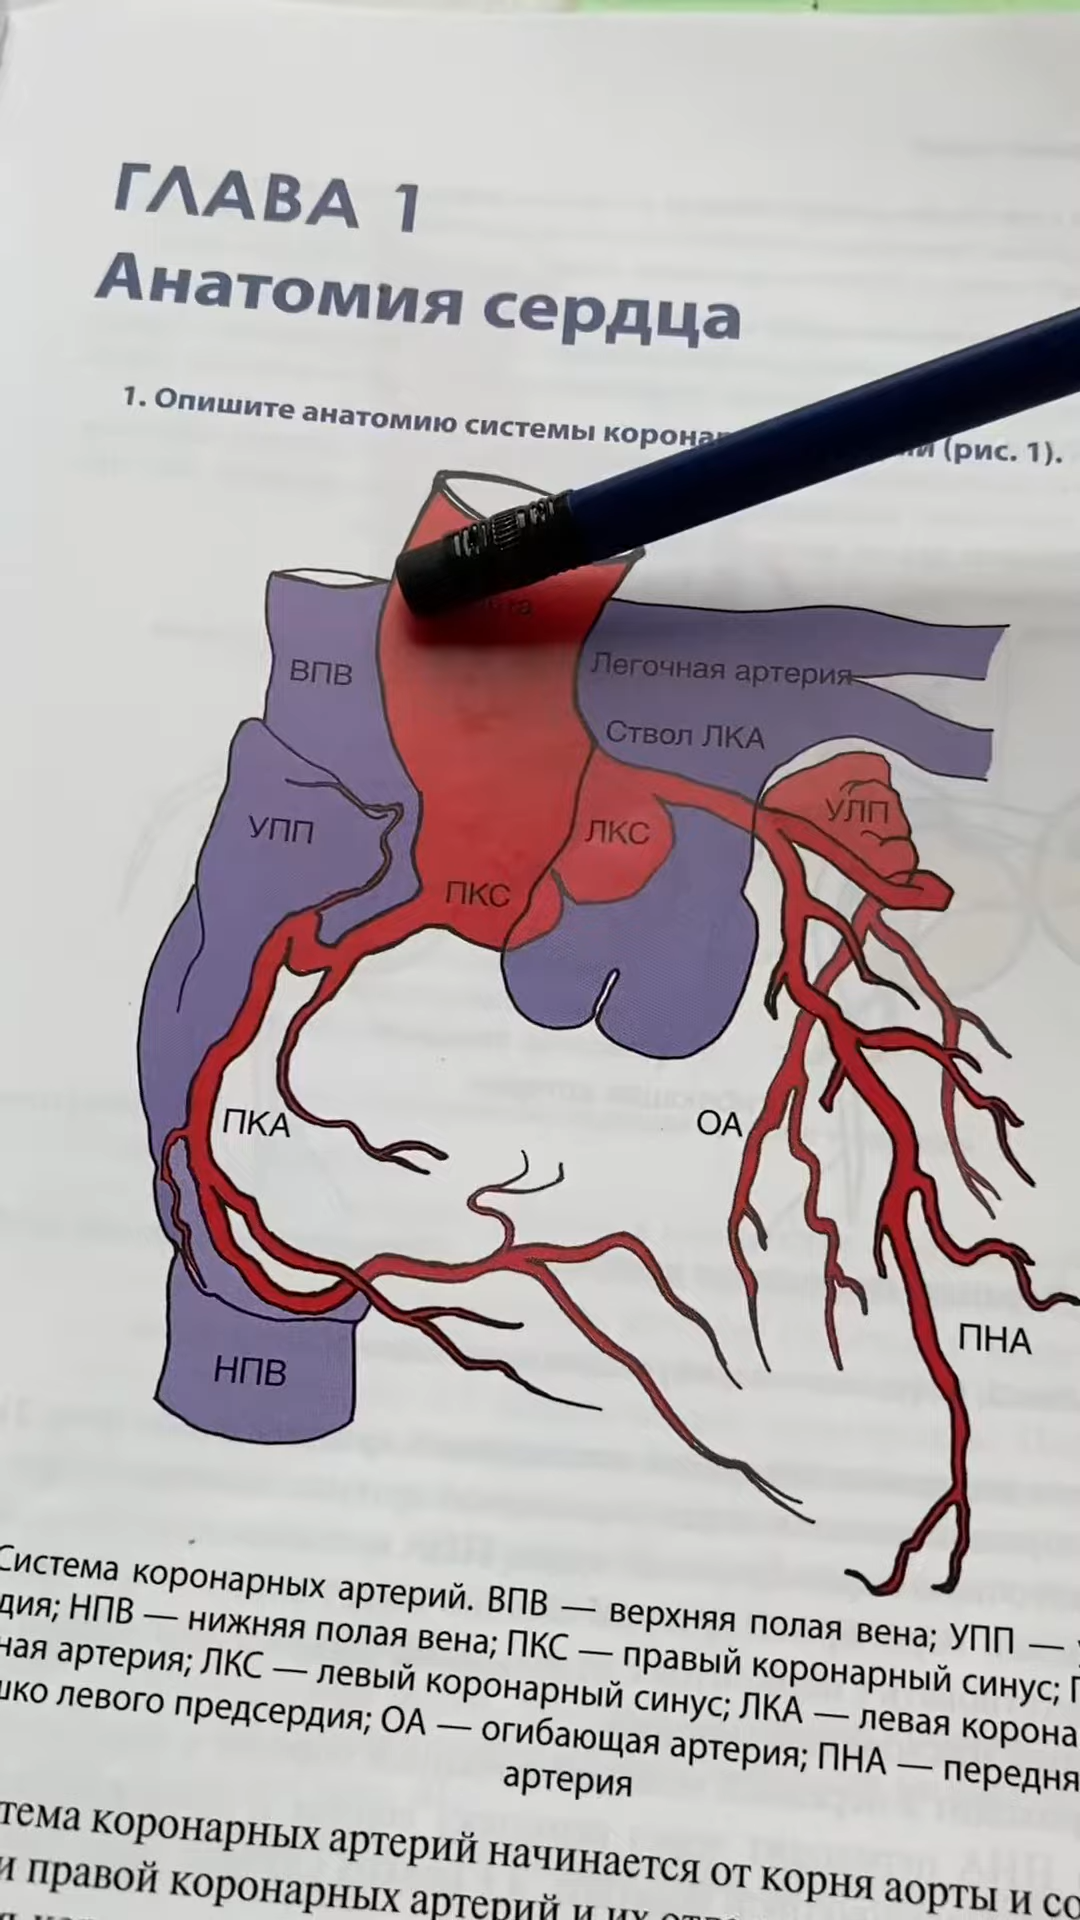 ГЛАВА 1
Анатомия сердца
1. Опишите анатомию системы (рис. 1).
ВПВ
Легочная артерия
Ствол ЛКА
УПП
ЛКС
УЛП
ПКС
ПКА
ОА
ПНА
НПВ
Система коронарных артерий. ВПВ — верхняя полая вена; УПП —
дия; НПВ — нижняя полая вена; ПКС — правый коронарный синус;
ная артерия; ЛКС — левый коронарный синус; ЛКА — левая корона
шко левого предсердия; ОА — огибающая артерия; ПНА — передня
артерия
тема коронарных артерий начинается от корня аорты и со
и правой коронарных артерий и их